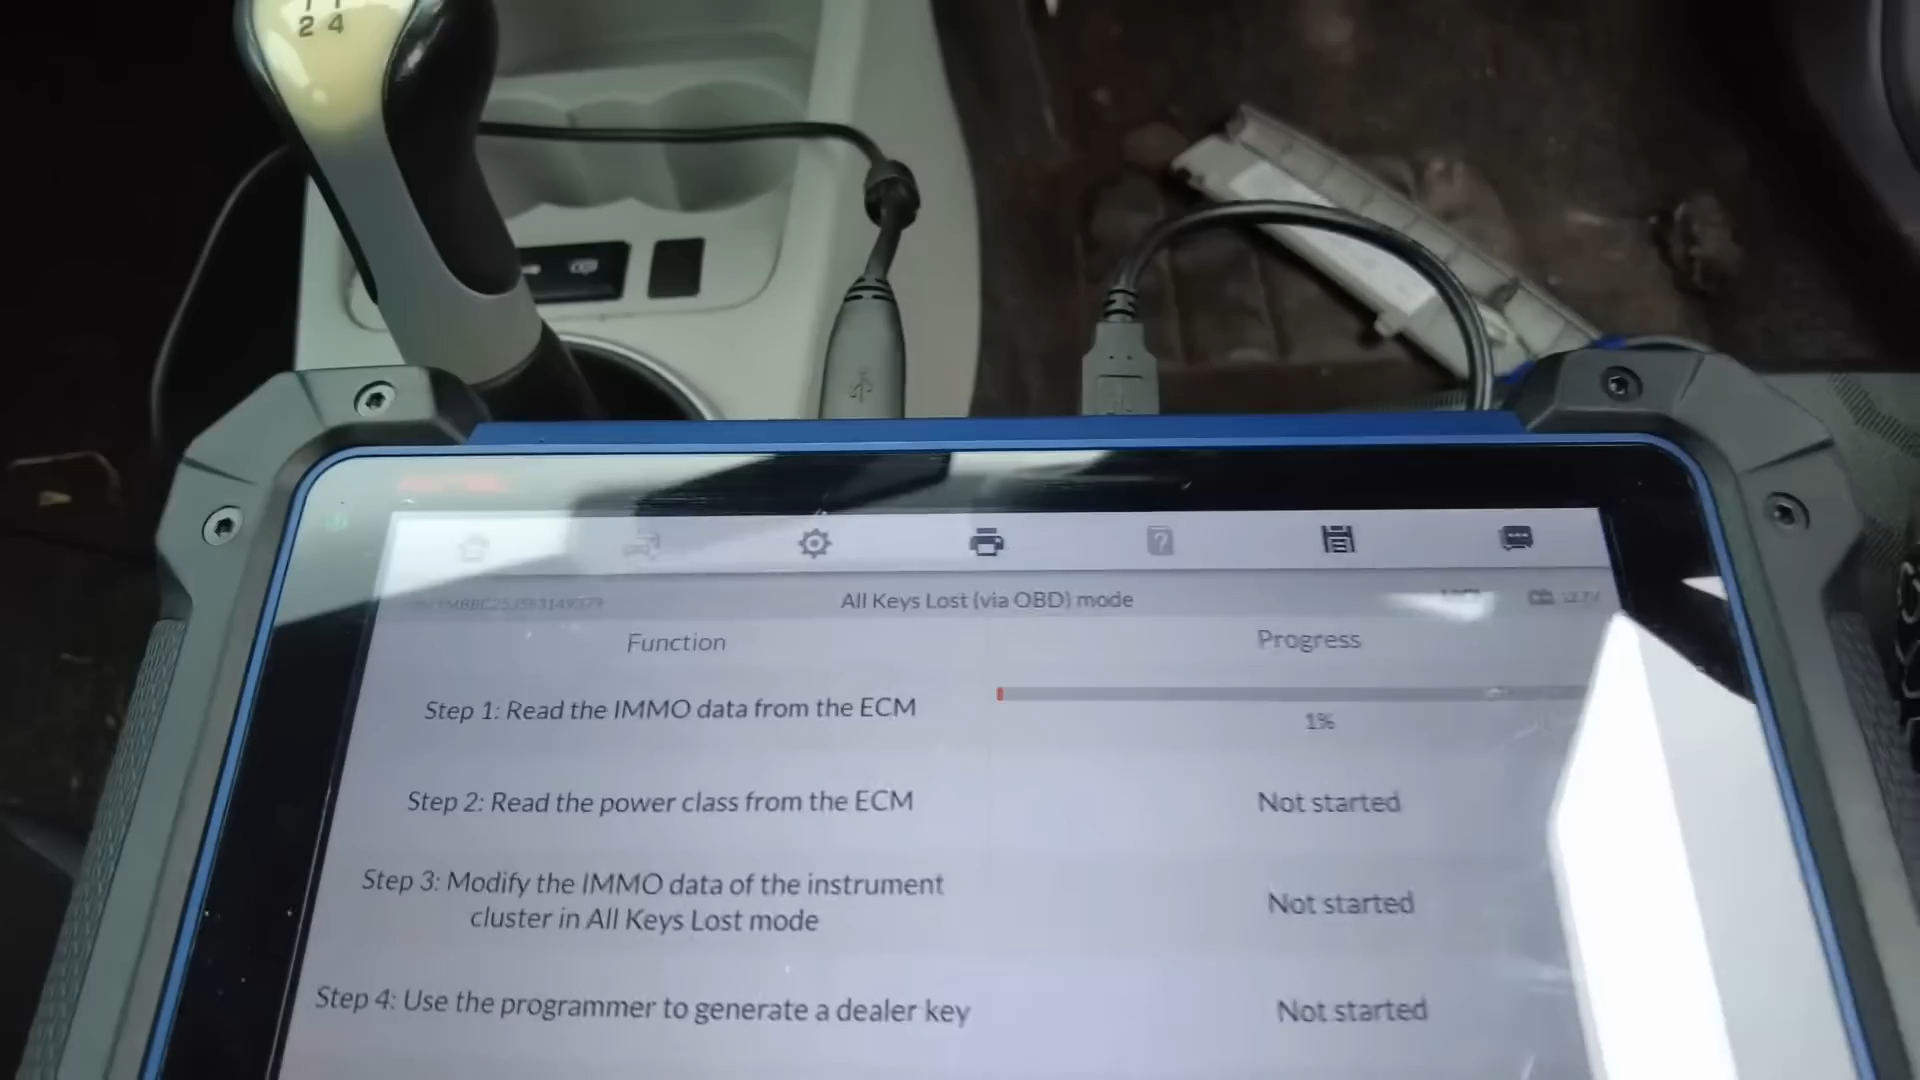 2 4
All Keys Lost (via OBD) mode
Function
Progress
Step 1: Read the IMMO data from the ECM
1%
Step 2: Read the power class from the ECM
Not started
Step 3: Modify the IMMO data of the instrument
cluster in All Keys Lost mode
Not started
Step 4: Use the programmer to generate a dealer key
Not started